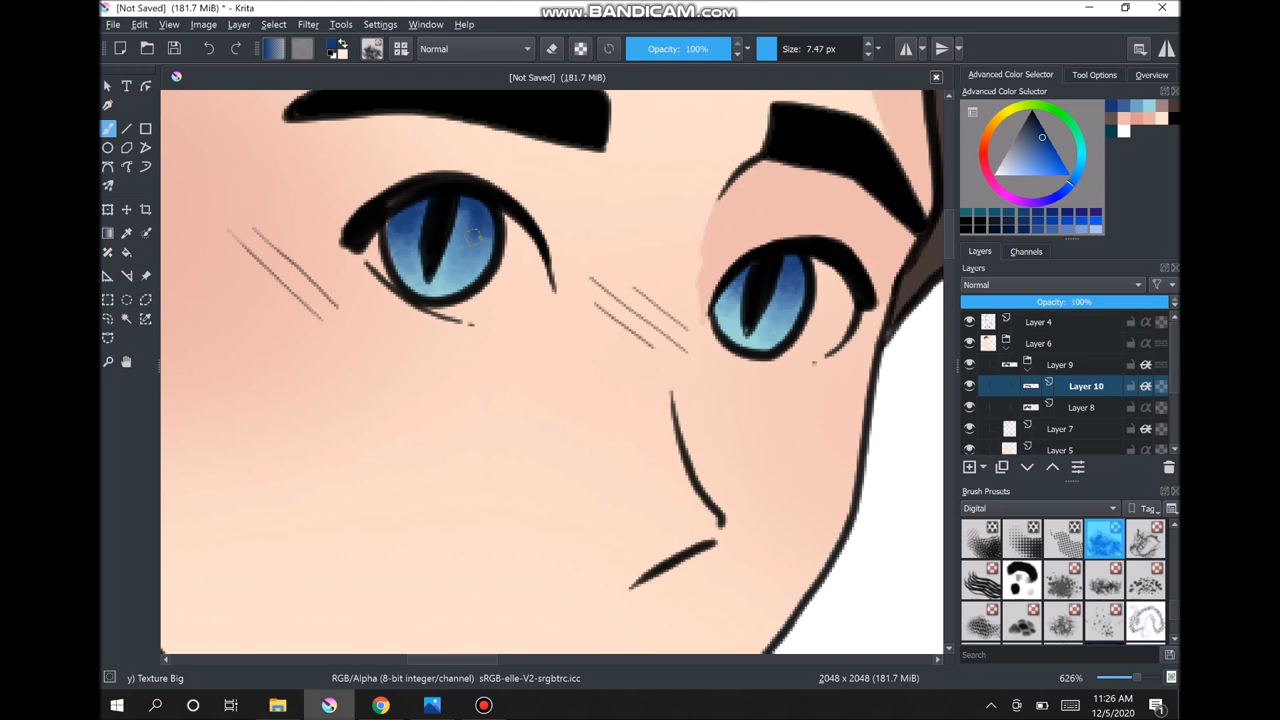 www.BANDICAM.com
[Not Saved] (181.7 MiB) * - Krita
File Edit View Image Layer Select Filter Tools Settings Window Help
Normal Opacity: 100% Size: 7.47 px
[Not Saved] (181.7 MiB)
Advanced Color Selector Tool Options Overview
Advanced Color Selector
Layers Channels
Layers
Normal
Opacity: 100%
Layer 4
Layer 6
Layer 9
Layer 10
Layer 8
Layer 7
Layer 5
Brush Presets
Digital Tag
Search
y) Texture Big RGB/Alpha (8-bit integer/channel) sRGB-elle-V2-srgbtrc.icc 2048 x 2048 (181.7 MiB) 626%
11:26 AM
12/5/2020
1